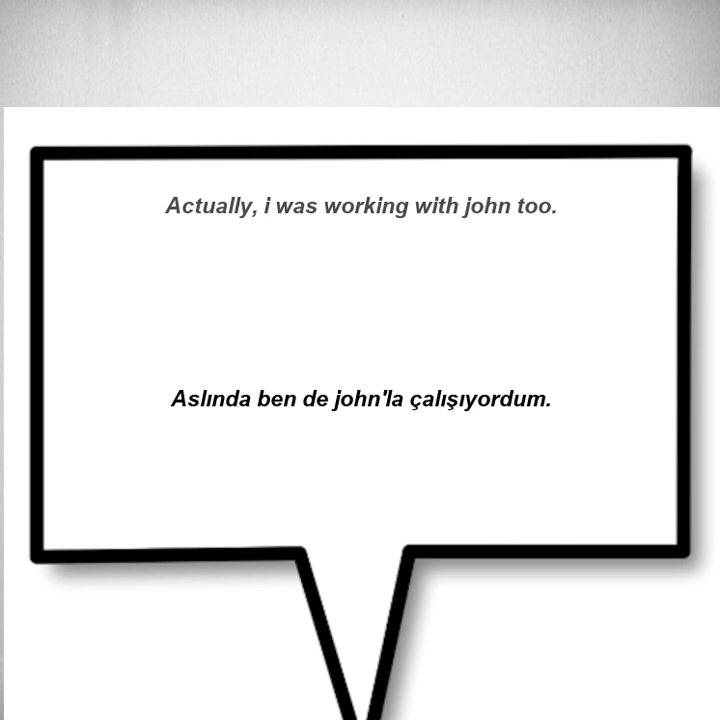 Actually, i was working with john too.
Aslında ben de john'la çalışıyordum.